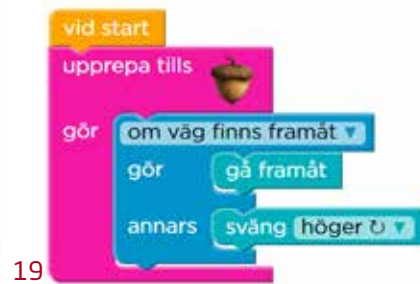 vid start
upprepa tills
gör om väg finns framåt ▼
gör gå framåt
annars sväng höger ↻ ▼
19